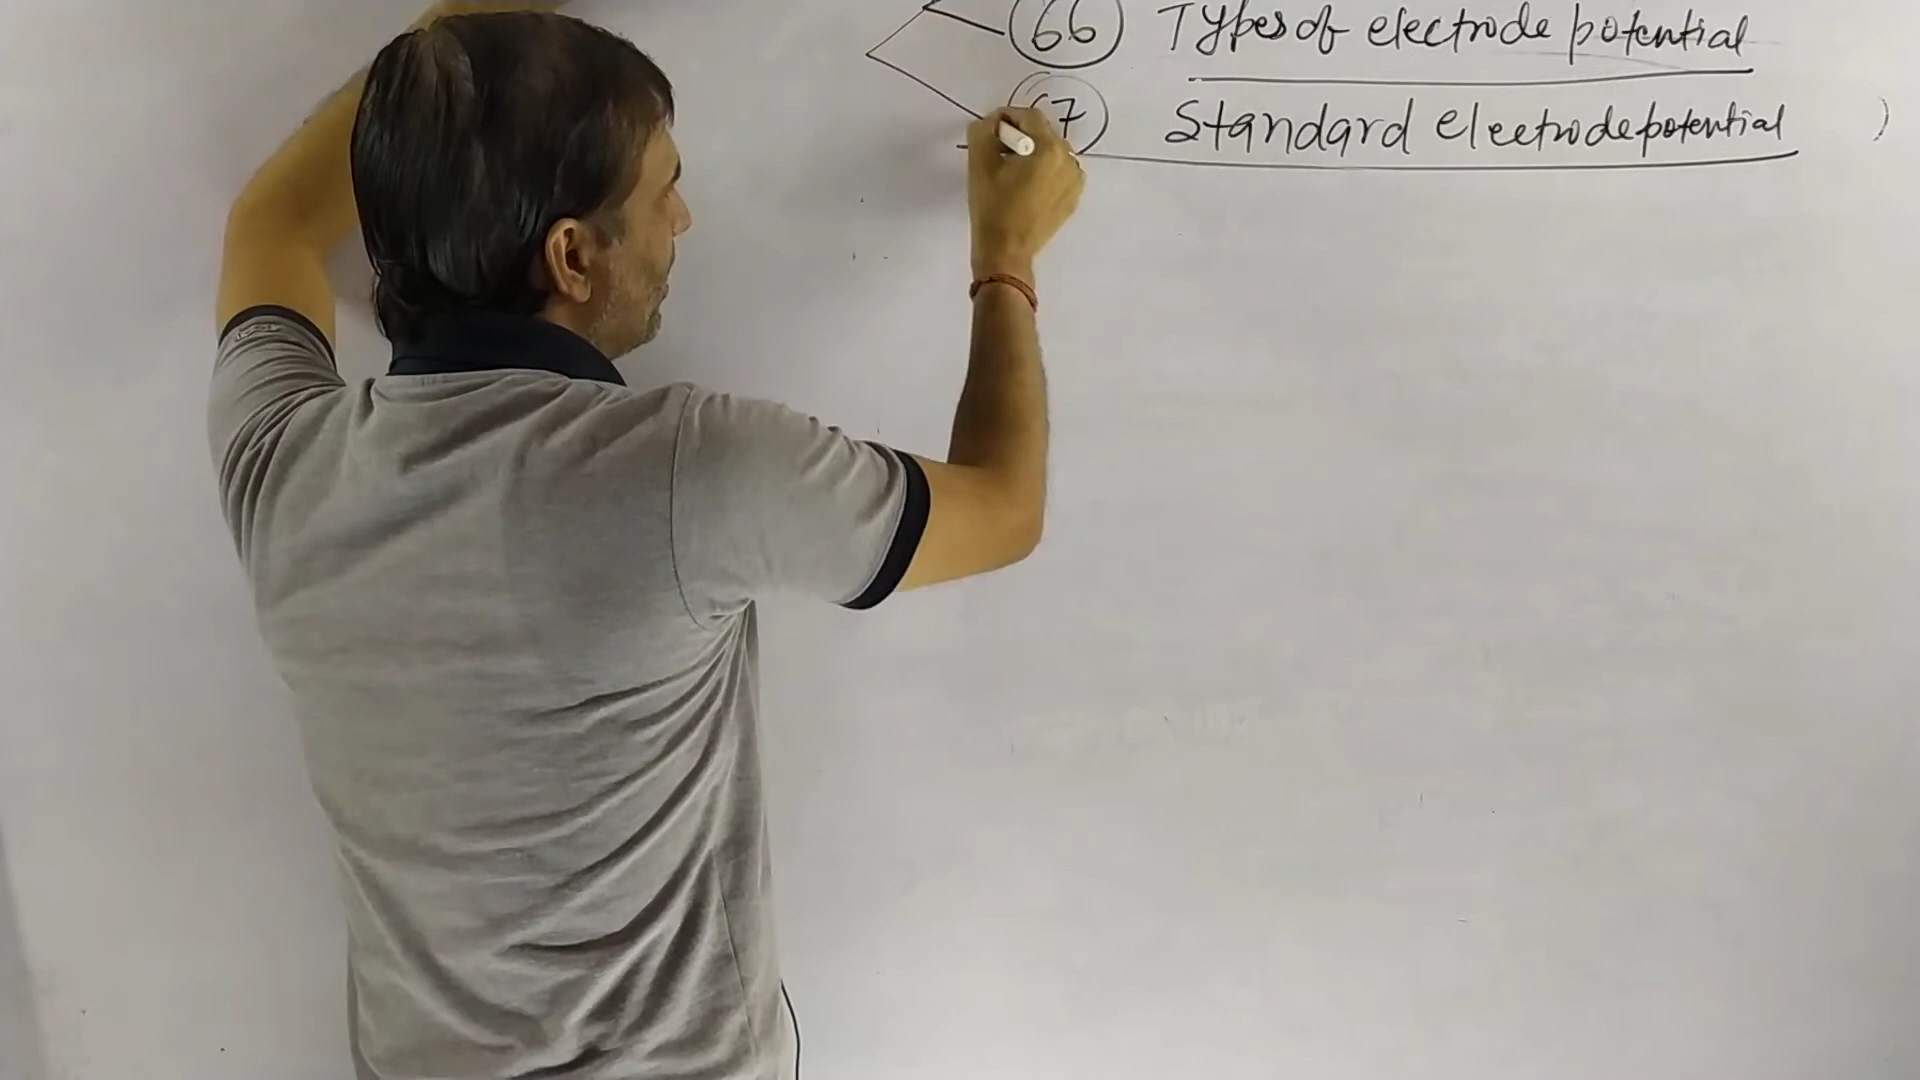 66 Types of electrode potential
67 Standard electrode potential )